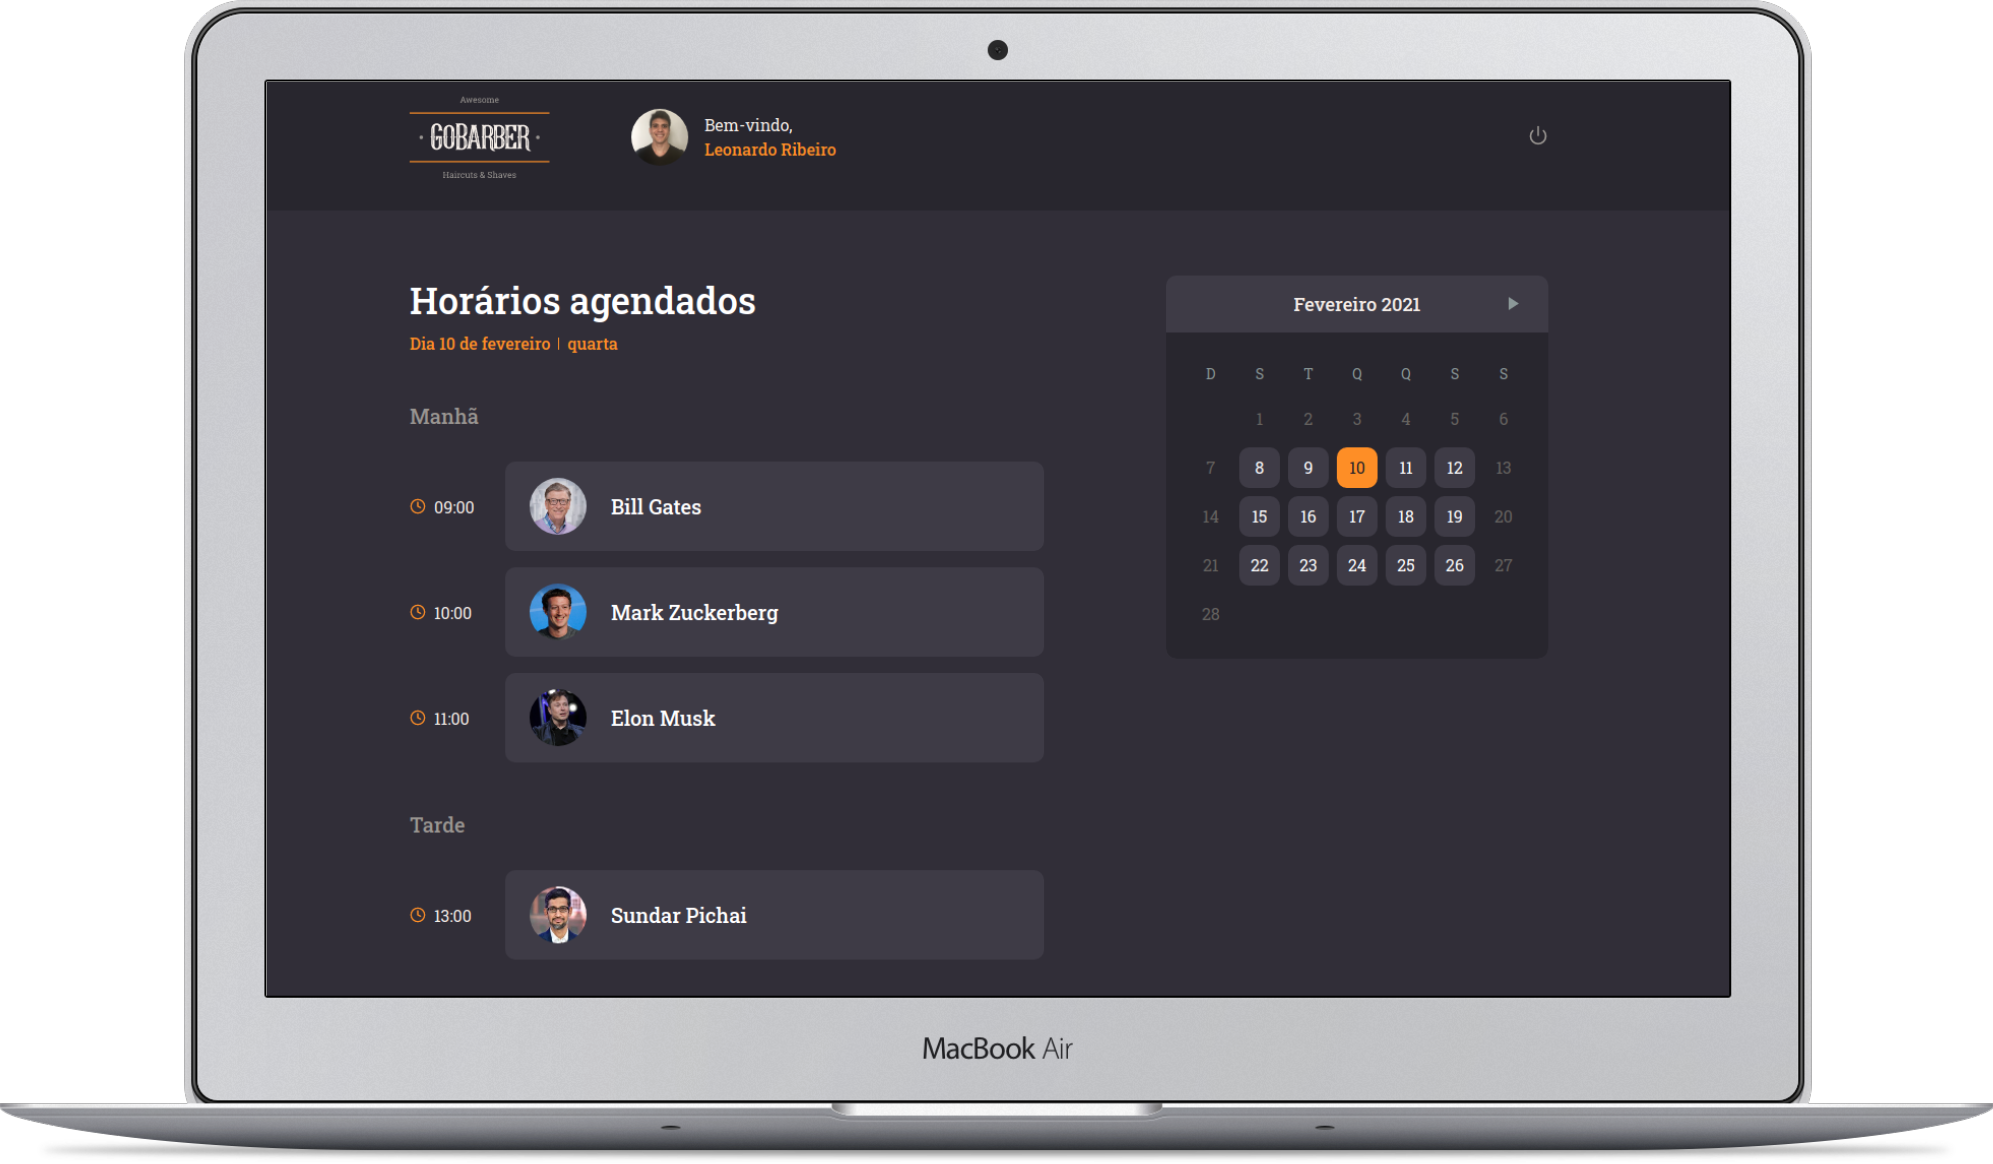 Awesome
GOBARBER
Haircuts & Shaves
Bem-vindo,
Leonardo Ribeiro
Horários agendados
Dia 10 de fevereiro | quarta
Manhã
09:00 Bill Gates
10:00 Mark Zuckerberg
11:00 Elon Musk
Tarde
13:00 Sundar Pichai
Fevereiro 2021
D S T Q Q S S
1 2 3 4 5 6
7 8 9 10 11 12 13
14 15 16 17 18 19 20
21 22 23 24 25 26 27
28
MacBook Air